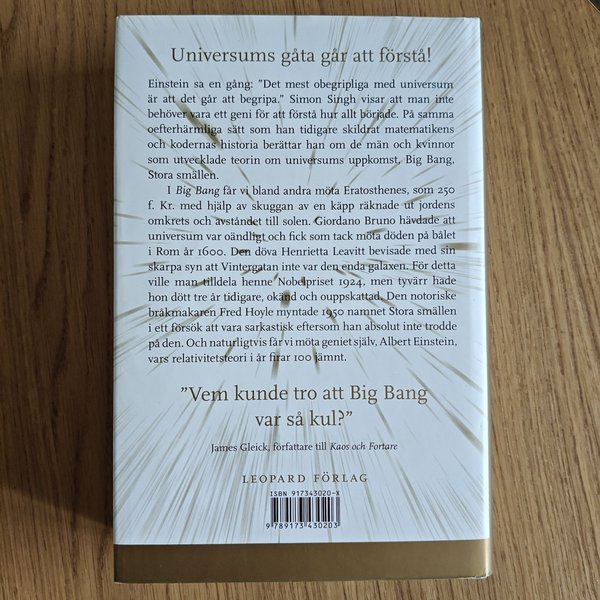 Universums gåta går att förstå!
Einstein sa en gång: ”Det mest obegripliga med universum
är att det går att begripa.” Simon Singh visar att man inte
behöver vara ett geni för att förstå hur allt började. På samma
oefterhärmliga sätt som han tidigare skildrat matematikens
och kodernas historia berättar han om de män och kvinnor
som utvecklade teorin om universums uppkomst, Big Bang,
Stora smällen.
I Big Bang får vi bland andra möta Eratosthenes, som 250
f. Kr. med hjälp av skuggan av en käpp räknade ut jordens
omkrets och avståndet till solen. Giordano Bruno hävdade att
universum var oändligt och fick som tack möta döden på bålet
i Rom år 1600. Den döva Henrietta Leavitt bevisade med sin
skarpa syn att Vintergatan inte var den enda galaxen. För detta
ville man tilldela henne Nobelpriset 1924, men tyvärr hade
hon dött tre år tidigare, okänd och ouppskattad. Den notoriske
bråkmakaren Fred Hoyle myntade 1950 namnet Stora smällen
i ett försök att vara sarkastisk eftersom han absolut inte trodde
på den. Och naturligtvis får vi möta geniet själv, Albert Einstein,
vars relativitetsteori i år firar 100 jämnt.
”Vem kunde tro att Big Bang
var så kul?”
James Gleick, författare till Kaos och Fortare
LEOPARD FÖRLAG
ISBN 917343020-X
9 789173 430203